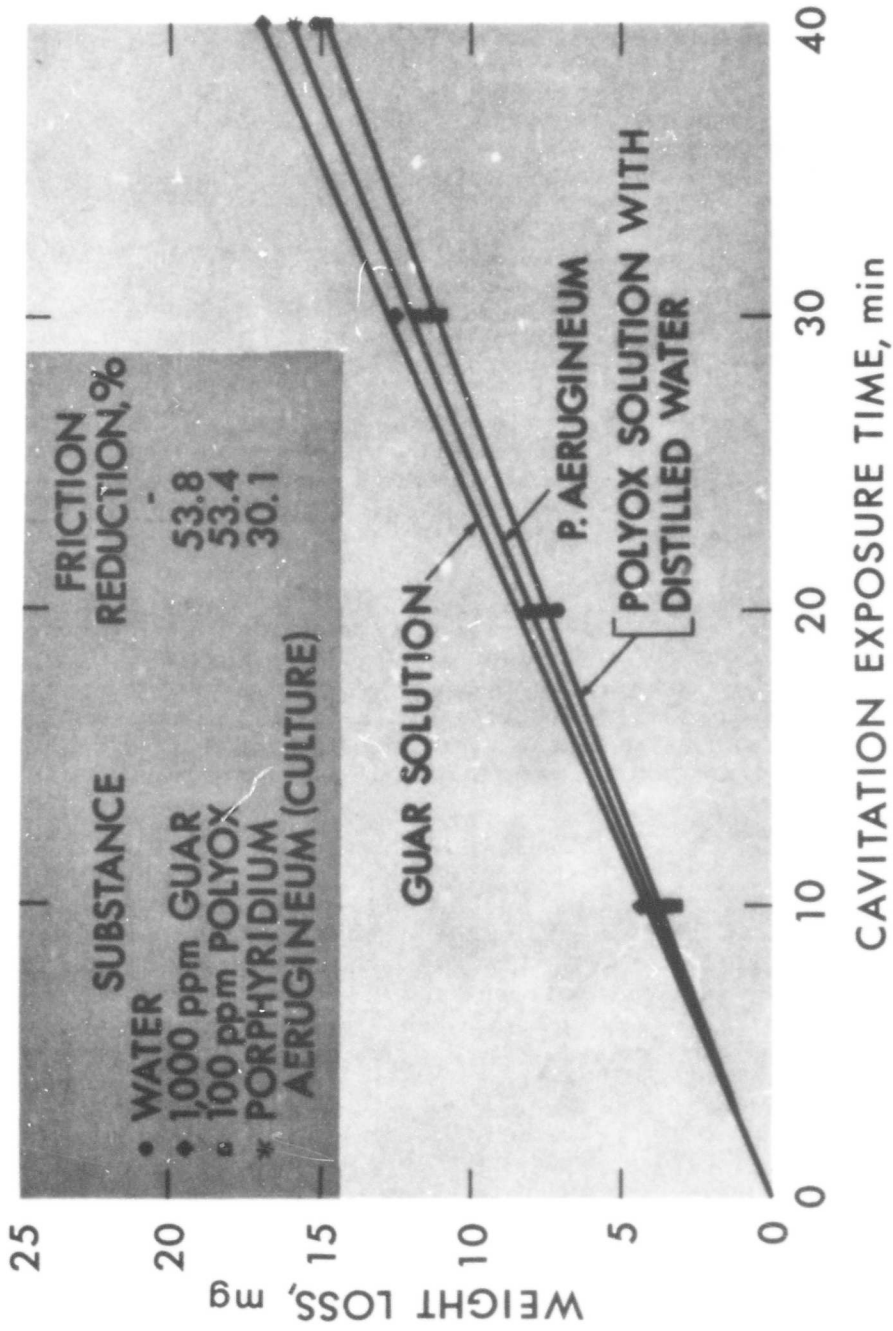 25
20
15
10
5
0
WEIGHT LOSS, mg
SUBSTANCE
FRICTION
REDUCTION,%
• WATER -
◆ 1,000 ppm GUAR 53.8
■ 100 ppm POLYOX 53.4
* PORPHYRIDIUM 30.1
AERUGINEUM (CULTURE)
GUAR SOLUTION
P. AERUGINEUM
POLYOX SOLUTION WITH
DISTILLED WATER
0
10
20
30
40
CAVITATION EXPOSURE TIME, min